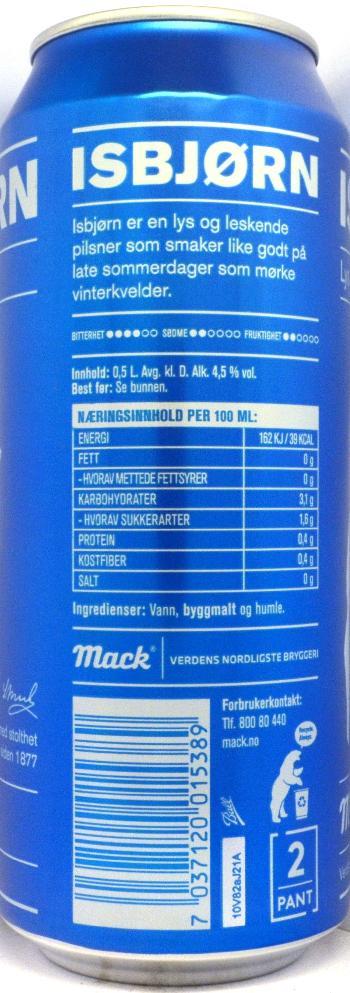 ISBJØRN
Isbjørn er en lys og leskende
pilsner som smaker like godt på
late sommerdager som mørke
vinterkvelder.
BITTERHET ●●●●○○ SØDME ●●○○○○ FRUKTIGHET ●●○○○○
Innhold: 0,5 L. Avg. kl. D. Alk. 4,5 % vol.
Best før: Se bunnen.
NÆRINGSINNHOLD PER 100 ML:
ENERGI 162 KJ / 39 KCAL
FETT 0 g
- HVORAV METTEDE FETTSYRER 0 g
KARBOHYDRATER 3,1 g
- HVORAV SUKKERARTER 1,6 g
PROTEIN 0,4 g
KOSTFIBER 0,4 g
SALT 0 g
Ingredienser: Vann, byggmalt og humle.
Mack® VERDENS NORDLIGSTE BRYGGERI
Forbrukerkontakt:
Tlf. 800 80 440
mack.no
7 037120 015389
Ball
10V82aJ21A
2
PANT
RN
ed stolthet
siden 1877